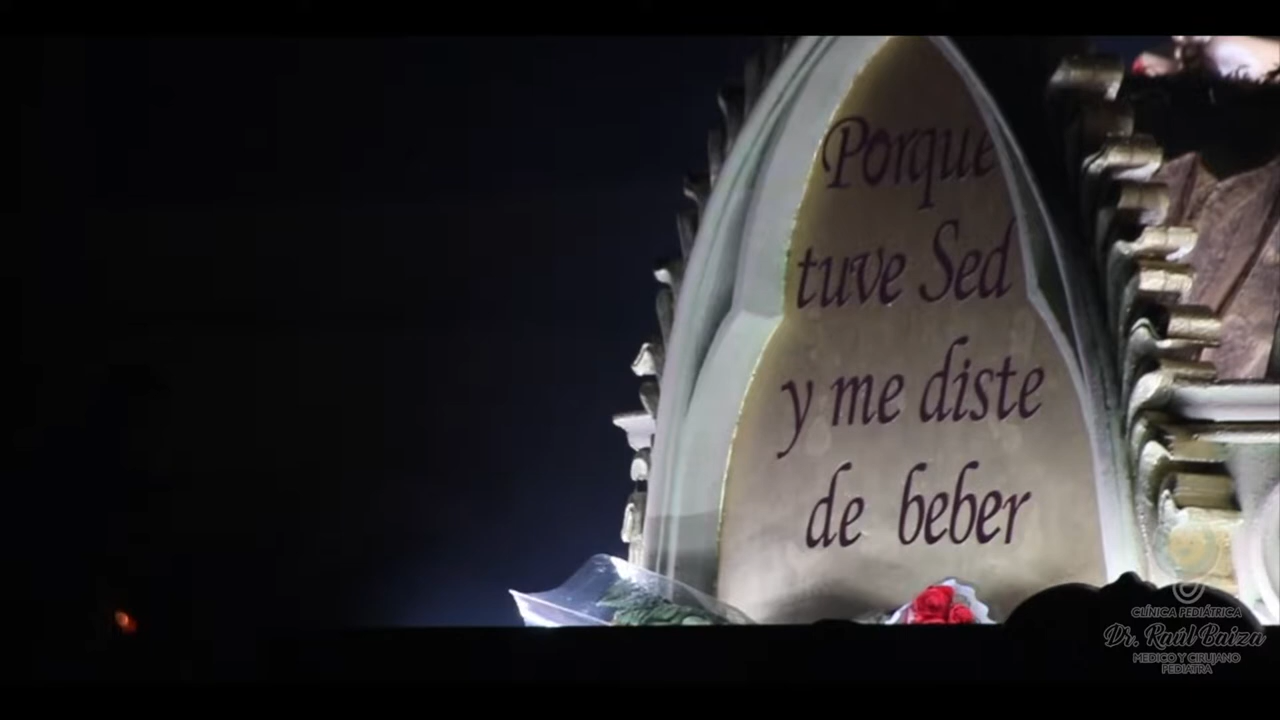 Porque
tuve Sed
y me diste
de beber
CLÍNICA PEDIÁTRICA
Dr. Raúl Baiza
MEDICO Y CIRUJANO
PEDIATRA